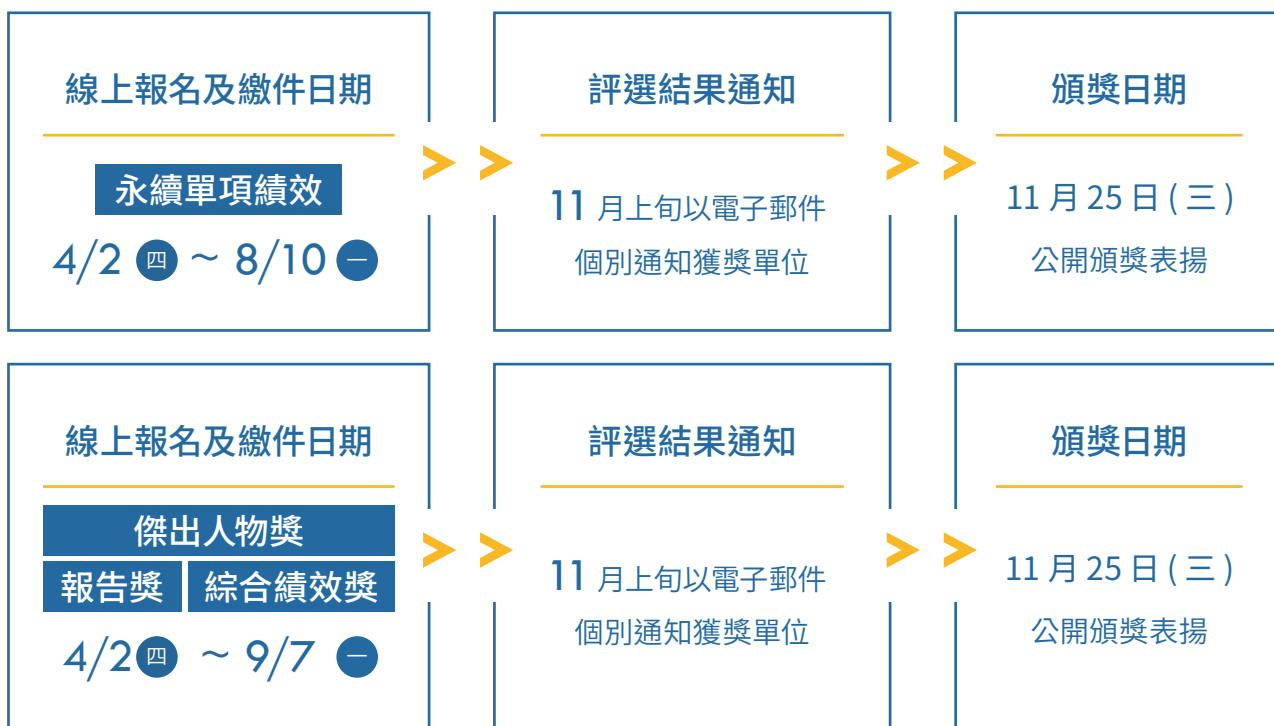 線上報名及繳件日期
永續單項績效
4/2 四 ~ 8/10 一
評選結果通知
11 月上旬以電子郵件
個別通知獲獎單位
頒獎日期
11 月 25 日 ( 三 )
公開頒獎表揚
線上報名及繳件日期
傑出人物獎
報告獎 綜合績效獎
4/2 四 ~ 9/7 一
評選結果通知
11 月上旬以電子郵件
個別通知獲獎單位
頒獎日期
11 月 25 日 ( 三 )
公開頒獎表揚